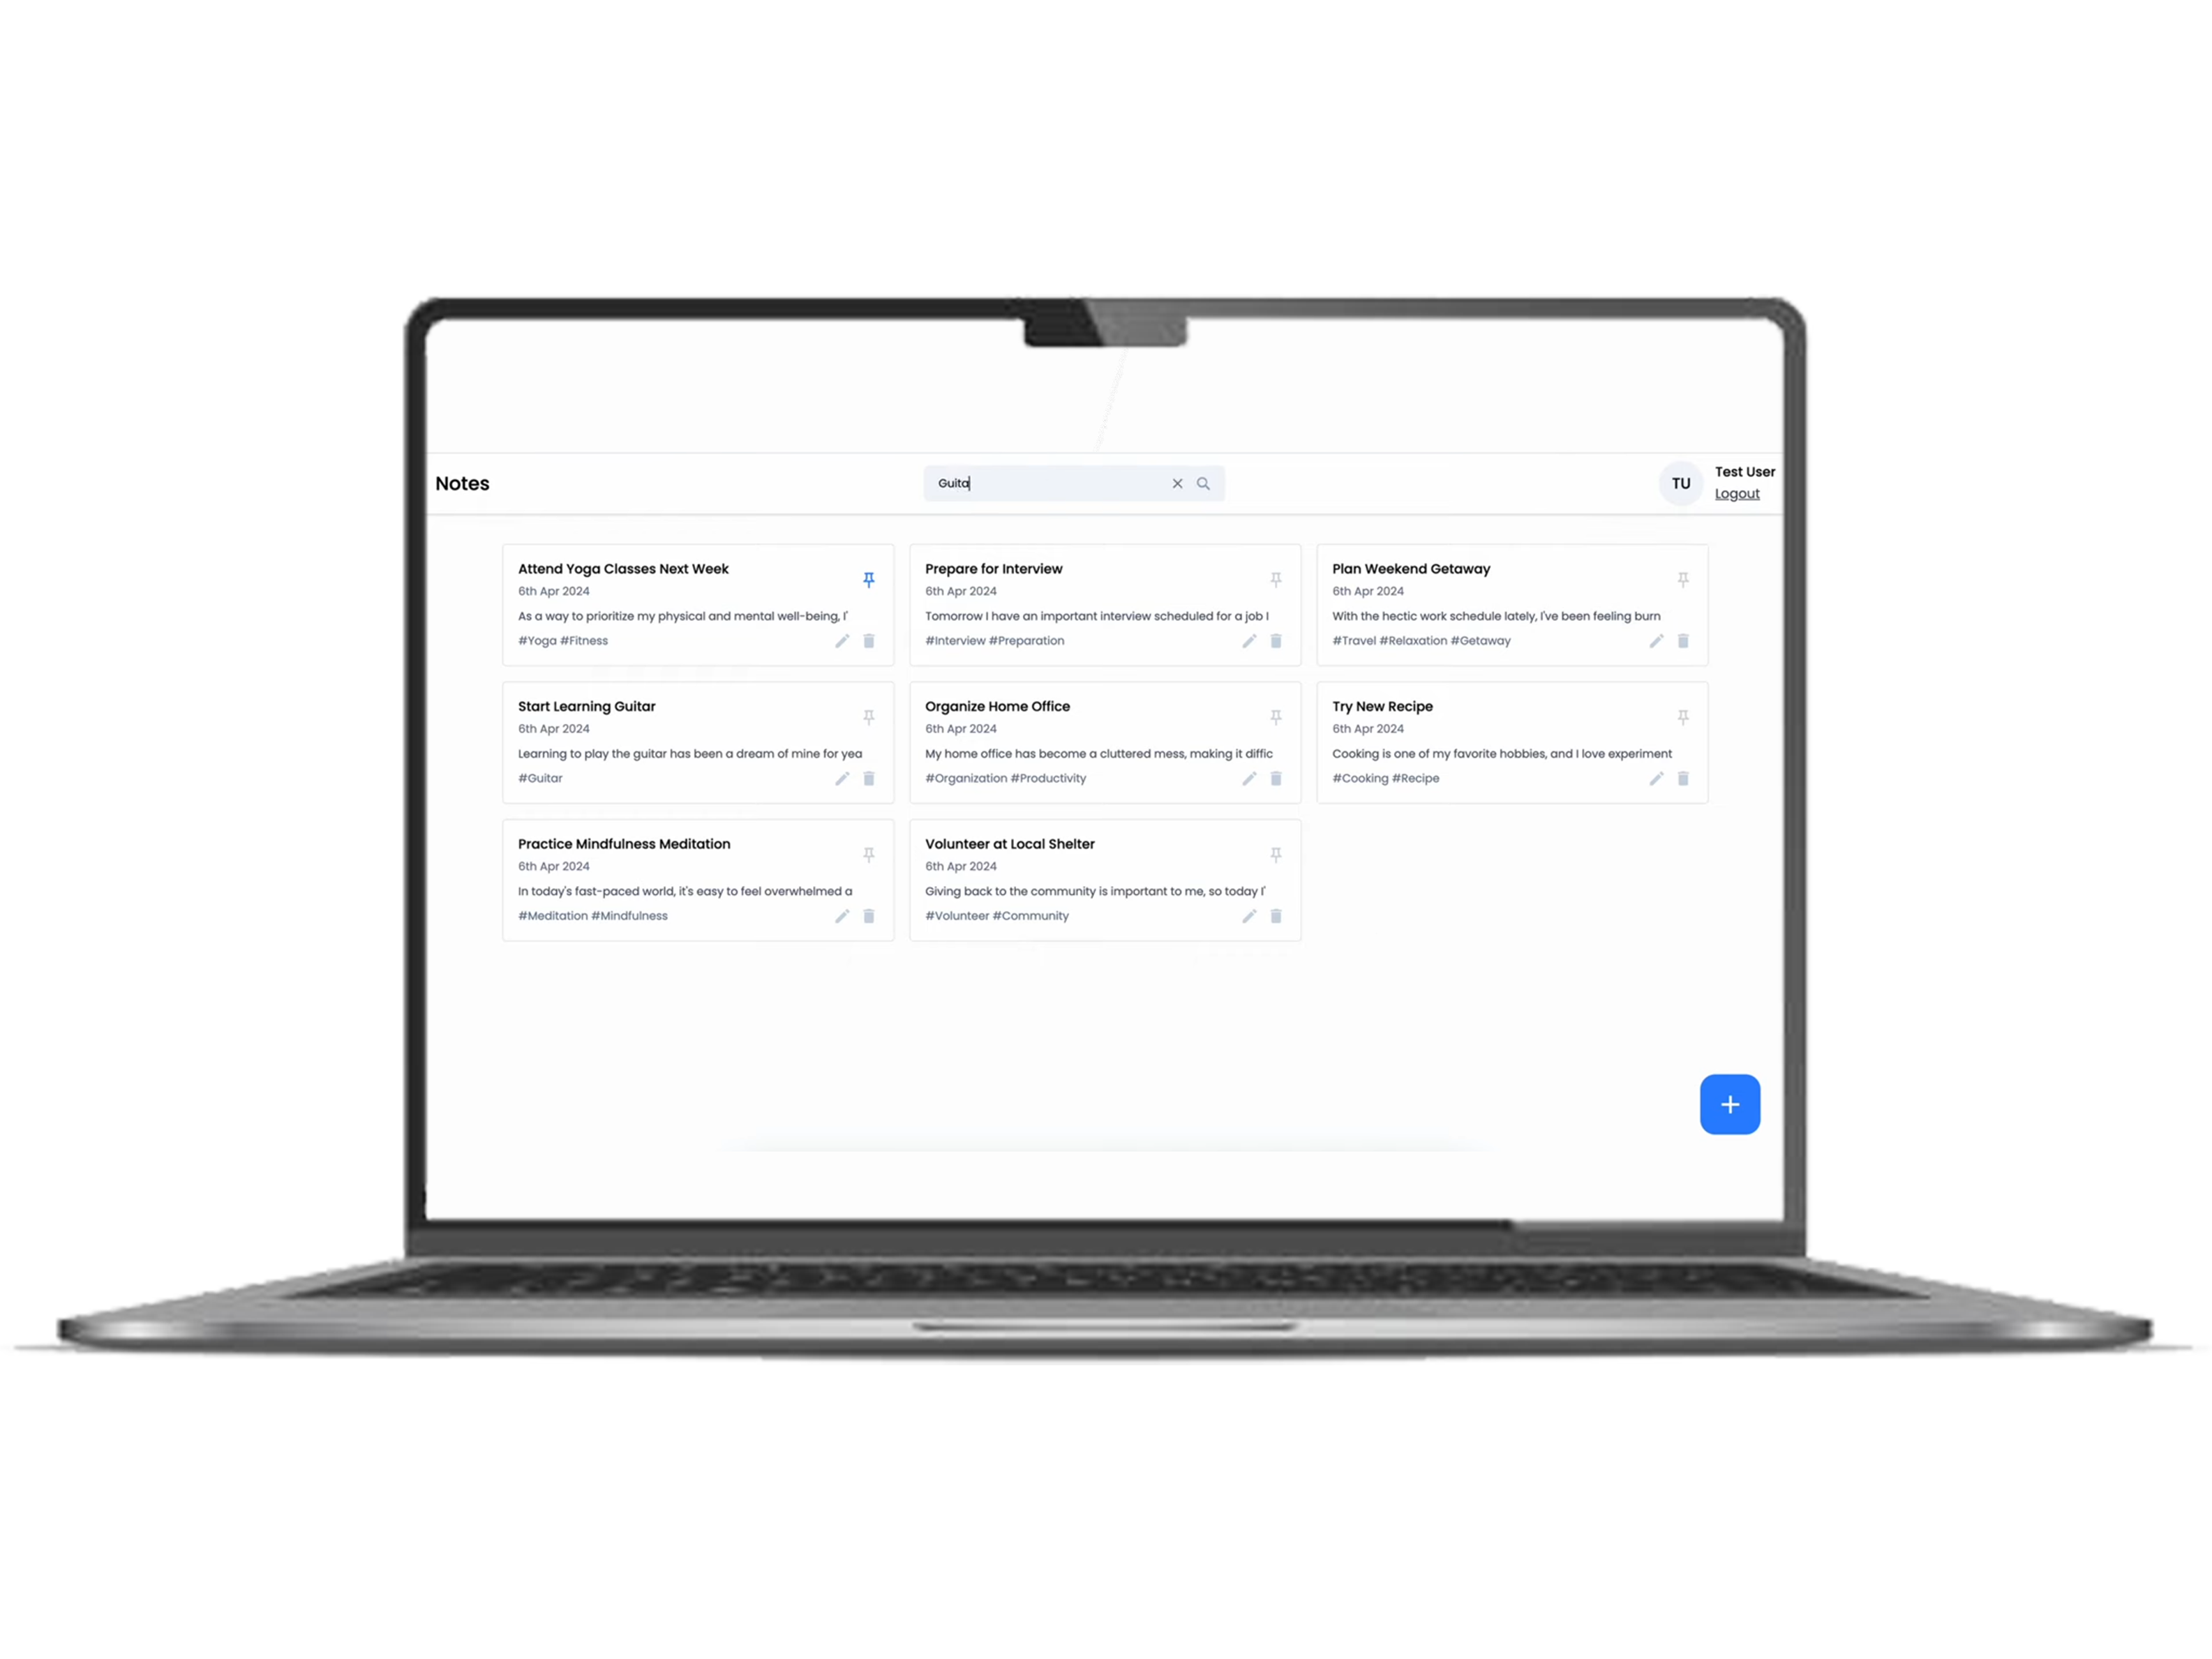 Notes
Guita
TU
Test User
Logout
Attend Yoga Classes Next Week
6th Apr 2024
As a way to prioritize my physical and mental well-being, I'
#Yoga #Fitness
Prepare for Interview
6th Apr 2024
Tomorrow I have an important interview scheduled for a job I
#Interview #Preparation
Plan Weekend Getaway
6th Apr 2024
With the hectic work schedule lately, I've been feeling burn
#Travel #Relaxation #Getaway
Start Learning Guitar
6th Apr 2024
Learning to play the guitar has been a dream of mine for yea
#Guitar
Organize Home Office
6th Apr 2024
My home office has become a cluttered mess, making it diffic
#Organization #Productivity
Try New Recipe
6th Apr 2024
Cooking is one of my favorite hobbies, and I love experiment
#Cooking #Recipe
Practice Mindfulness Meditation
6th Apr 2024
In today's fast-paced world, it's easy to feel overwhelmed a
#Meditation #Mindfulness
Volunteer at Local Shelter
6th Apr 2024
Giving back to the community is important to me, so today I'
#Volunteer #Community